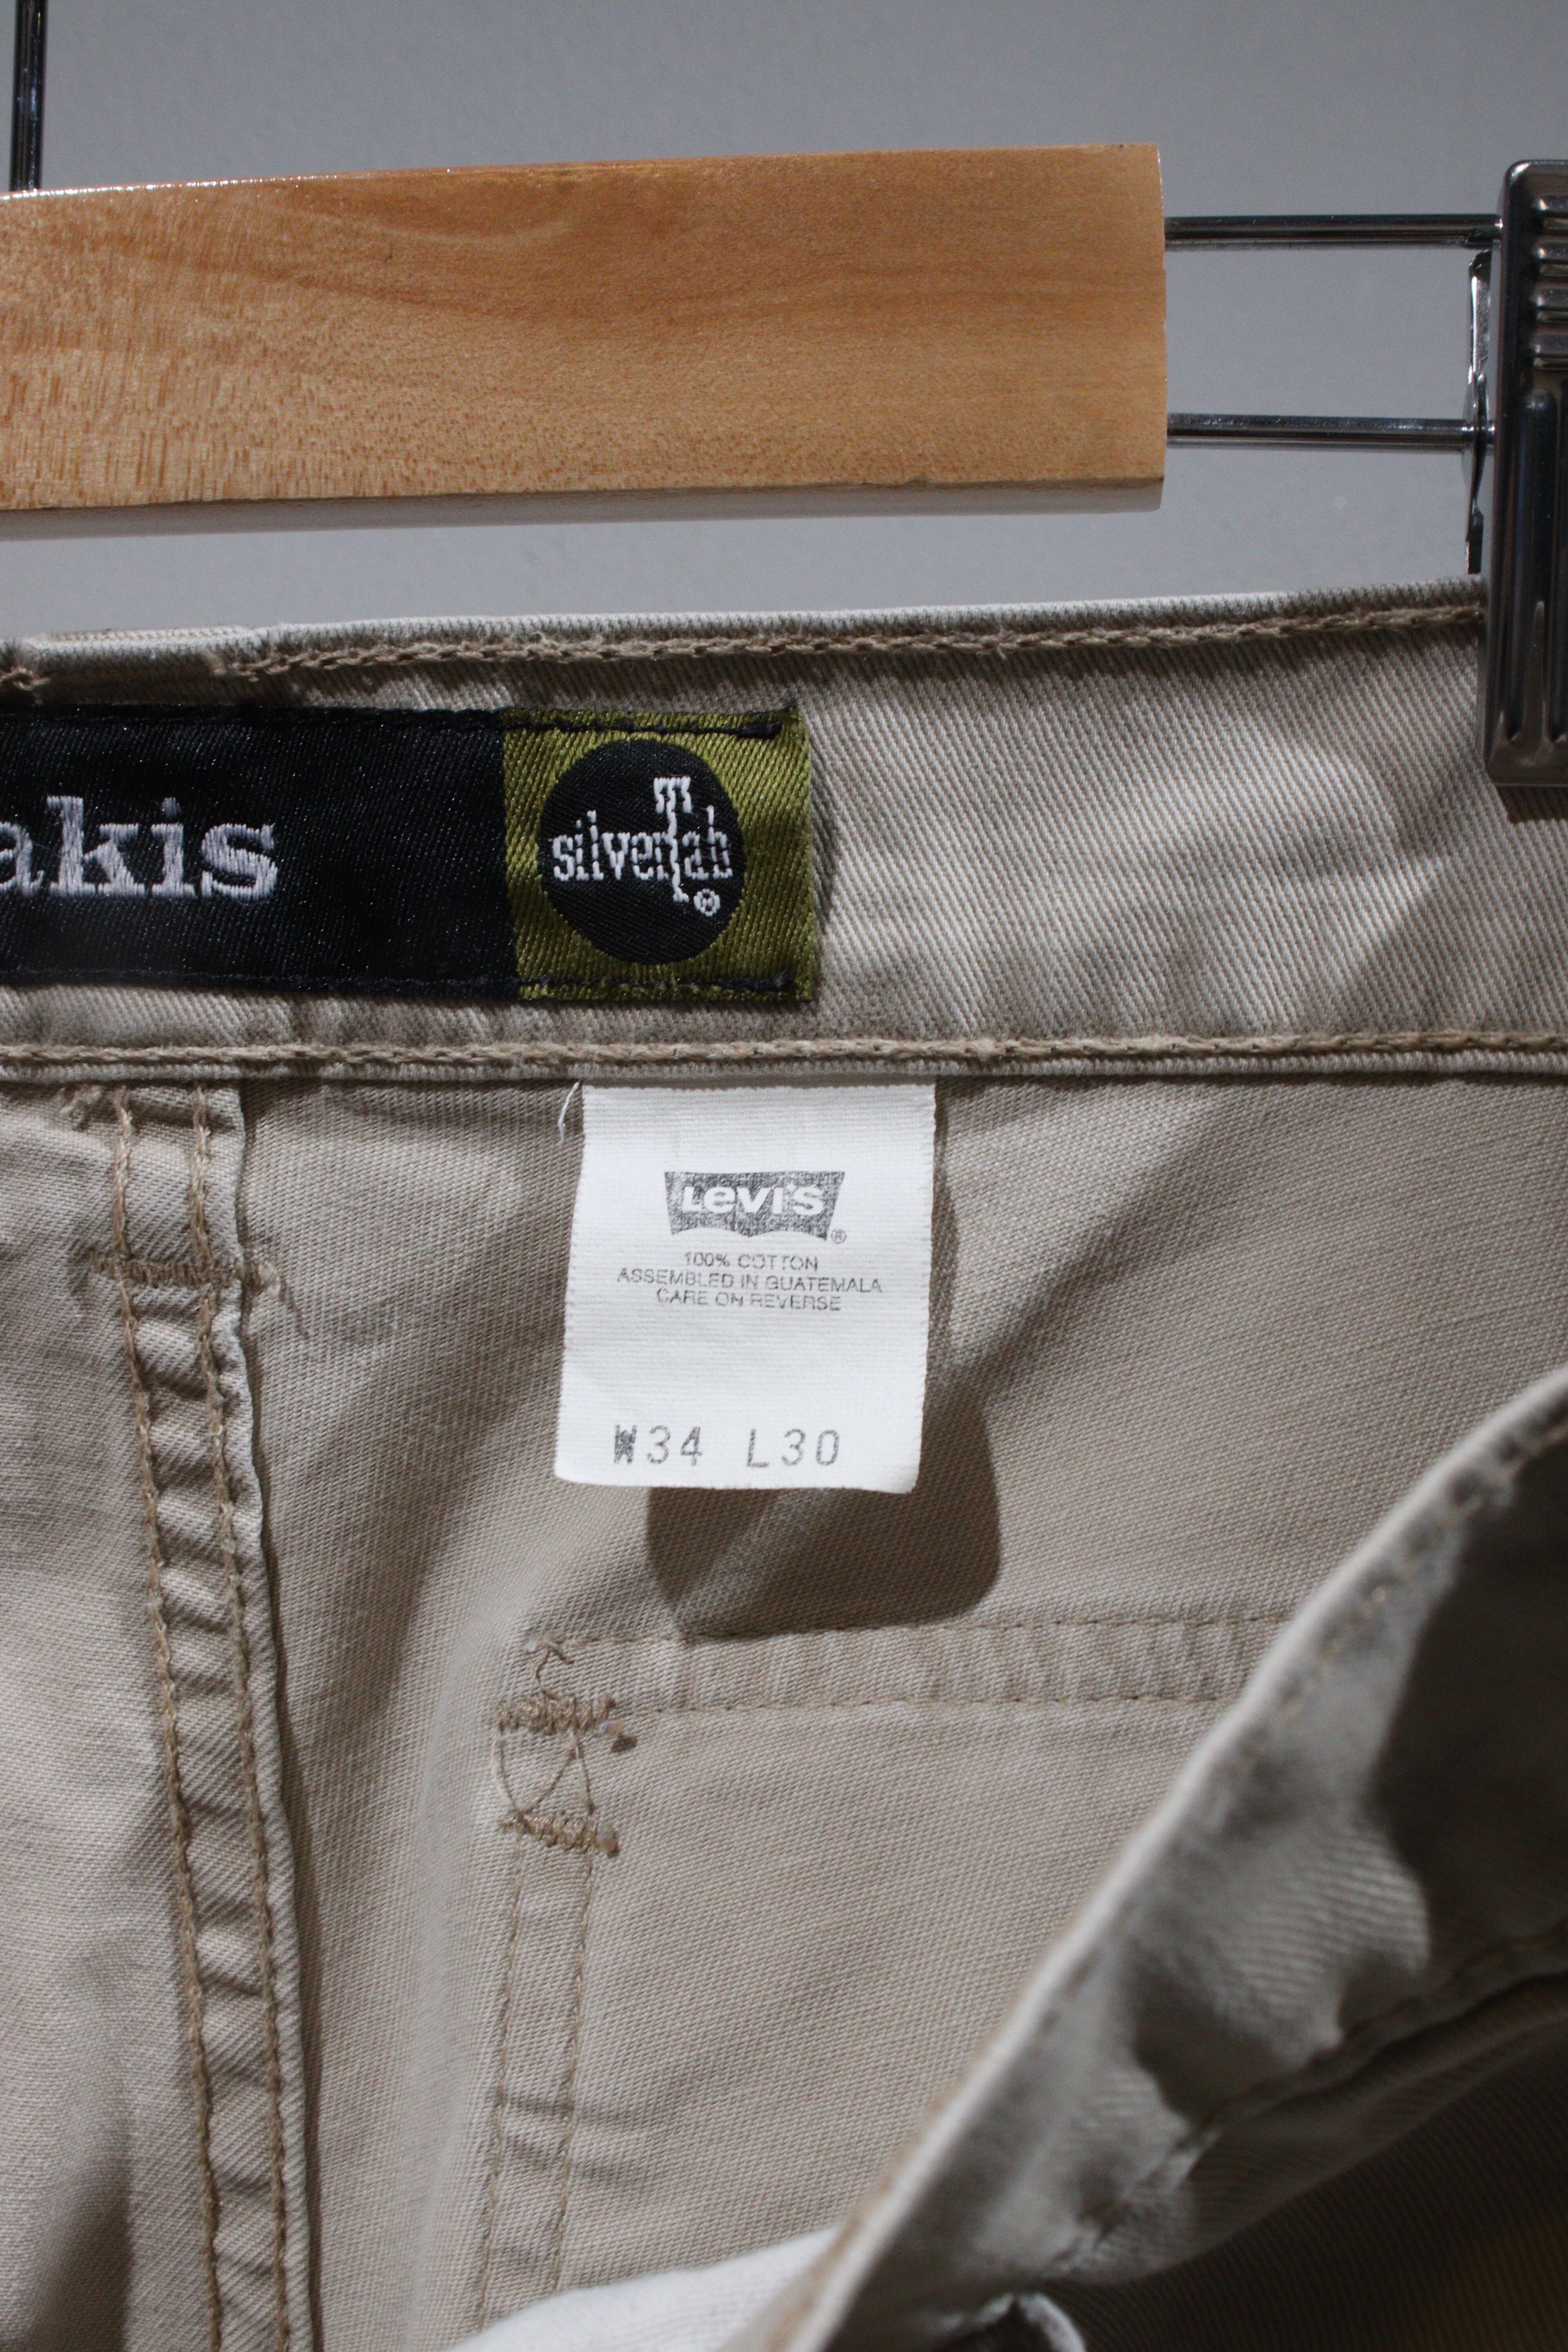 akis
silvertab ®
Levi's ®
100% COTTON
ASSEMBLED IN GUATEMALA
CARE ON REVERSE
W34 L30